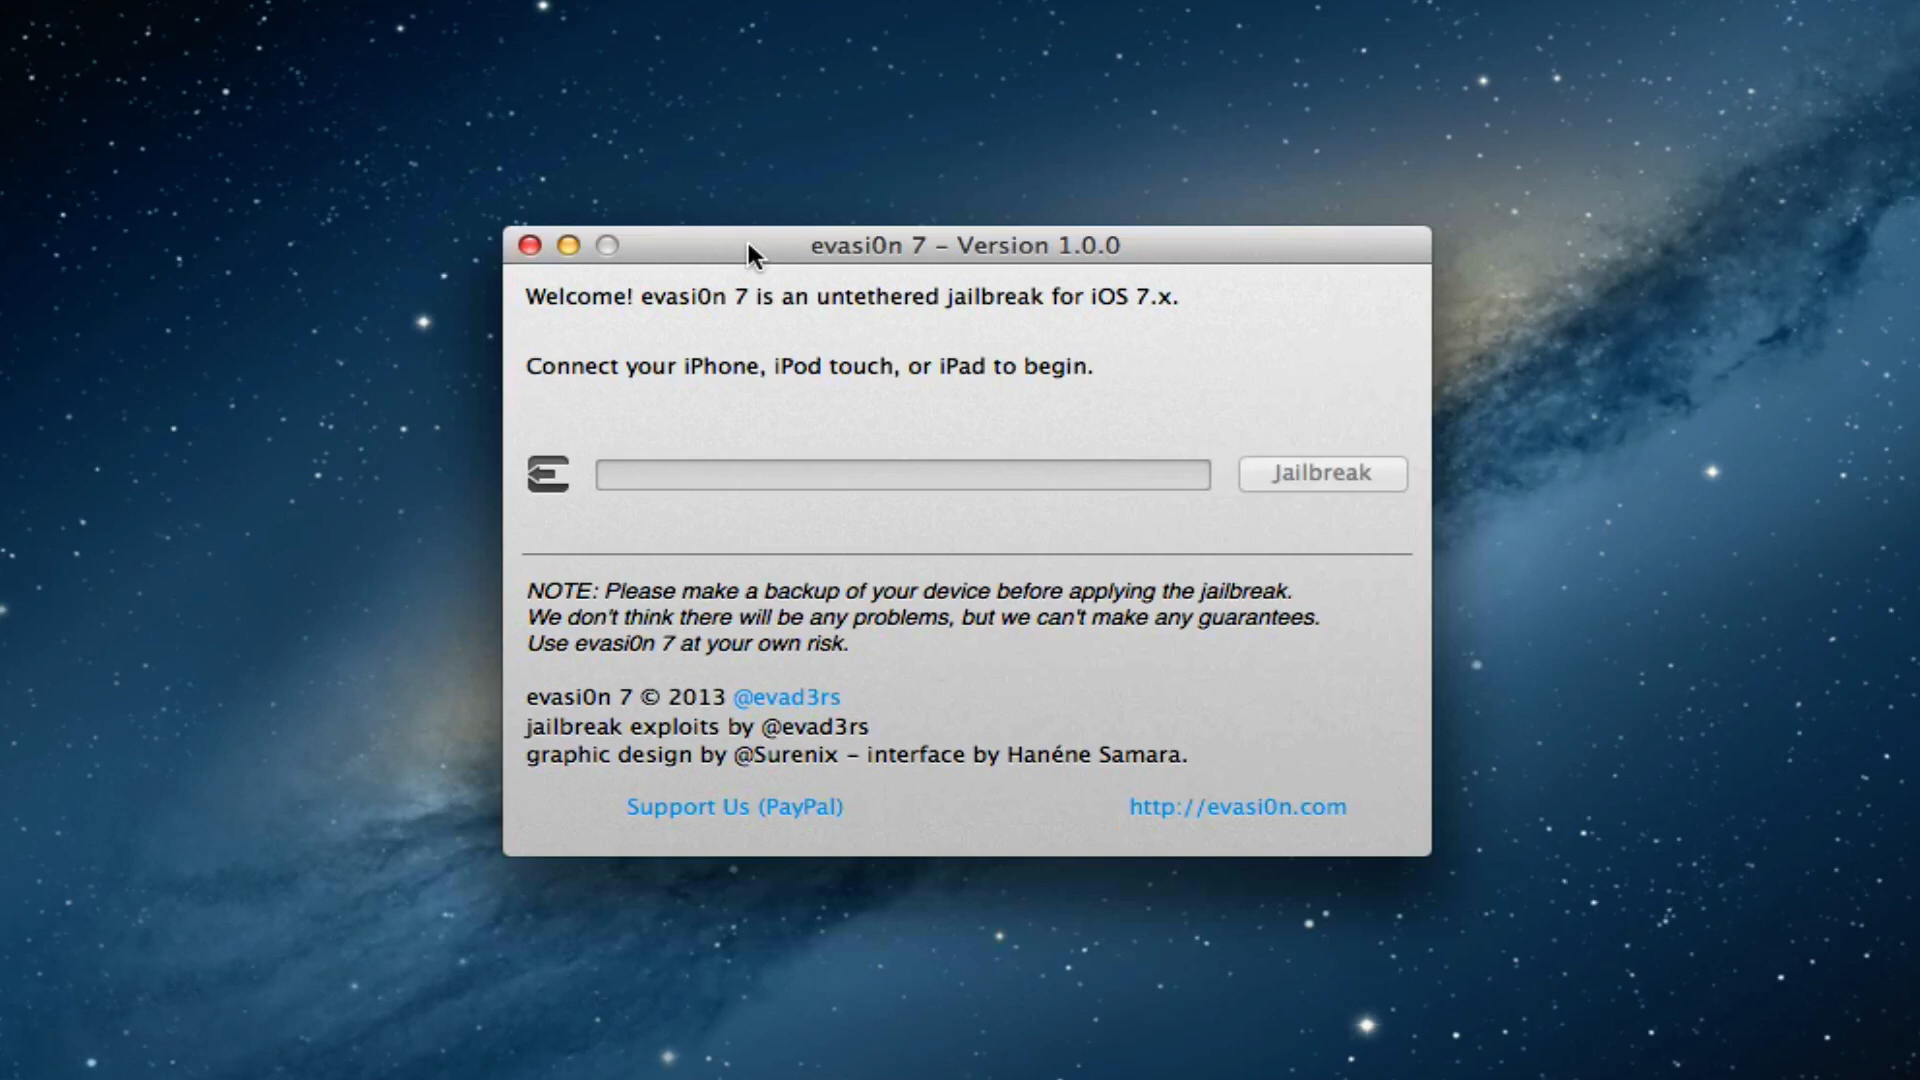 evasi0n 7 – Version 1.0.0
Welcome! evasi0n 7 is an untethered jailbreak for iOS 7.x.
Connect your iPhone, iPod touch, or iPad to begin.
Jailbreak
NOTE: Please make a backup of your device before applying the jailbreak.
We don't think there will be any problems, but we can't make any guarantees.
Use evasi0n 7 at your own risk.
evasi0n 7 © 2013 @evad3rs
jailbreak exploits by @evad3rs
graphic design by @Surenix – interface by Hanéne Samara.
Support Us (PayPal)
http://evasi0n.com